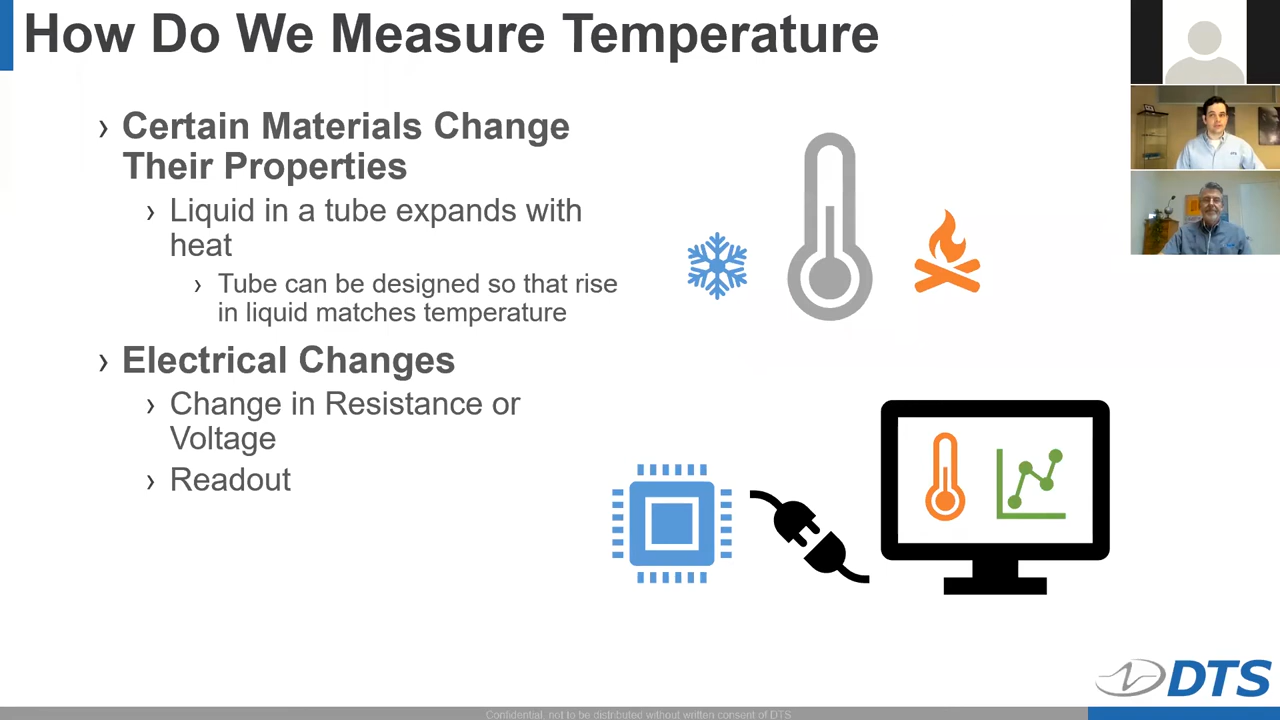 How Do We Measure Temperature
› Certain Materials Change
Their Properties
› Liquid in a tube expands with
heat
› Tube can be designed so that rise
in liquid matches temperature
› Electrical Changes
› Change in Resistance or
Voltage
› Readout
DTS
Confidential, not to be distributed without written consent of DTS